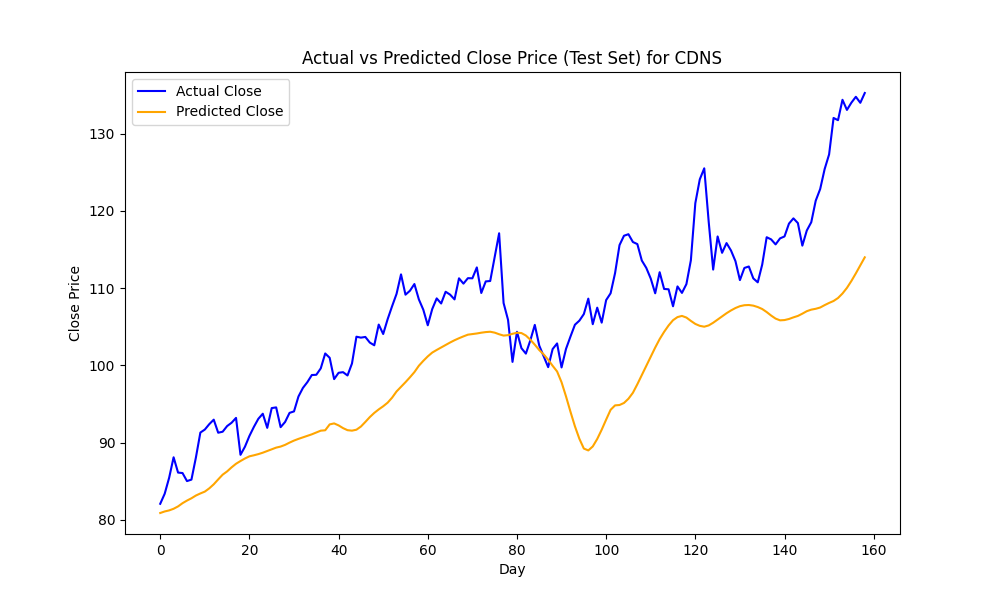 Actual vs Predicted Close Price (Test Set) for CDNS
Actual Close
Predicted Close
Close Price
130
120
110
100
90
80
0 20 40 60 80 100 120 140 160
Day